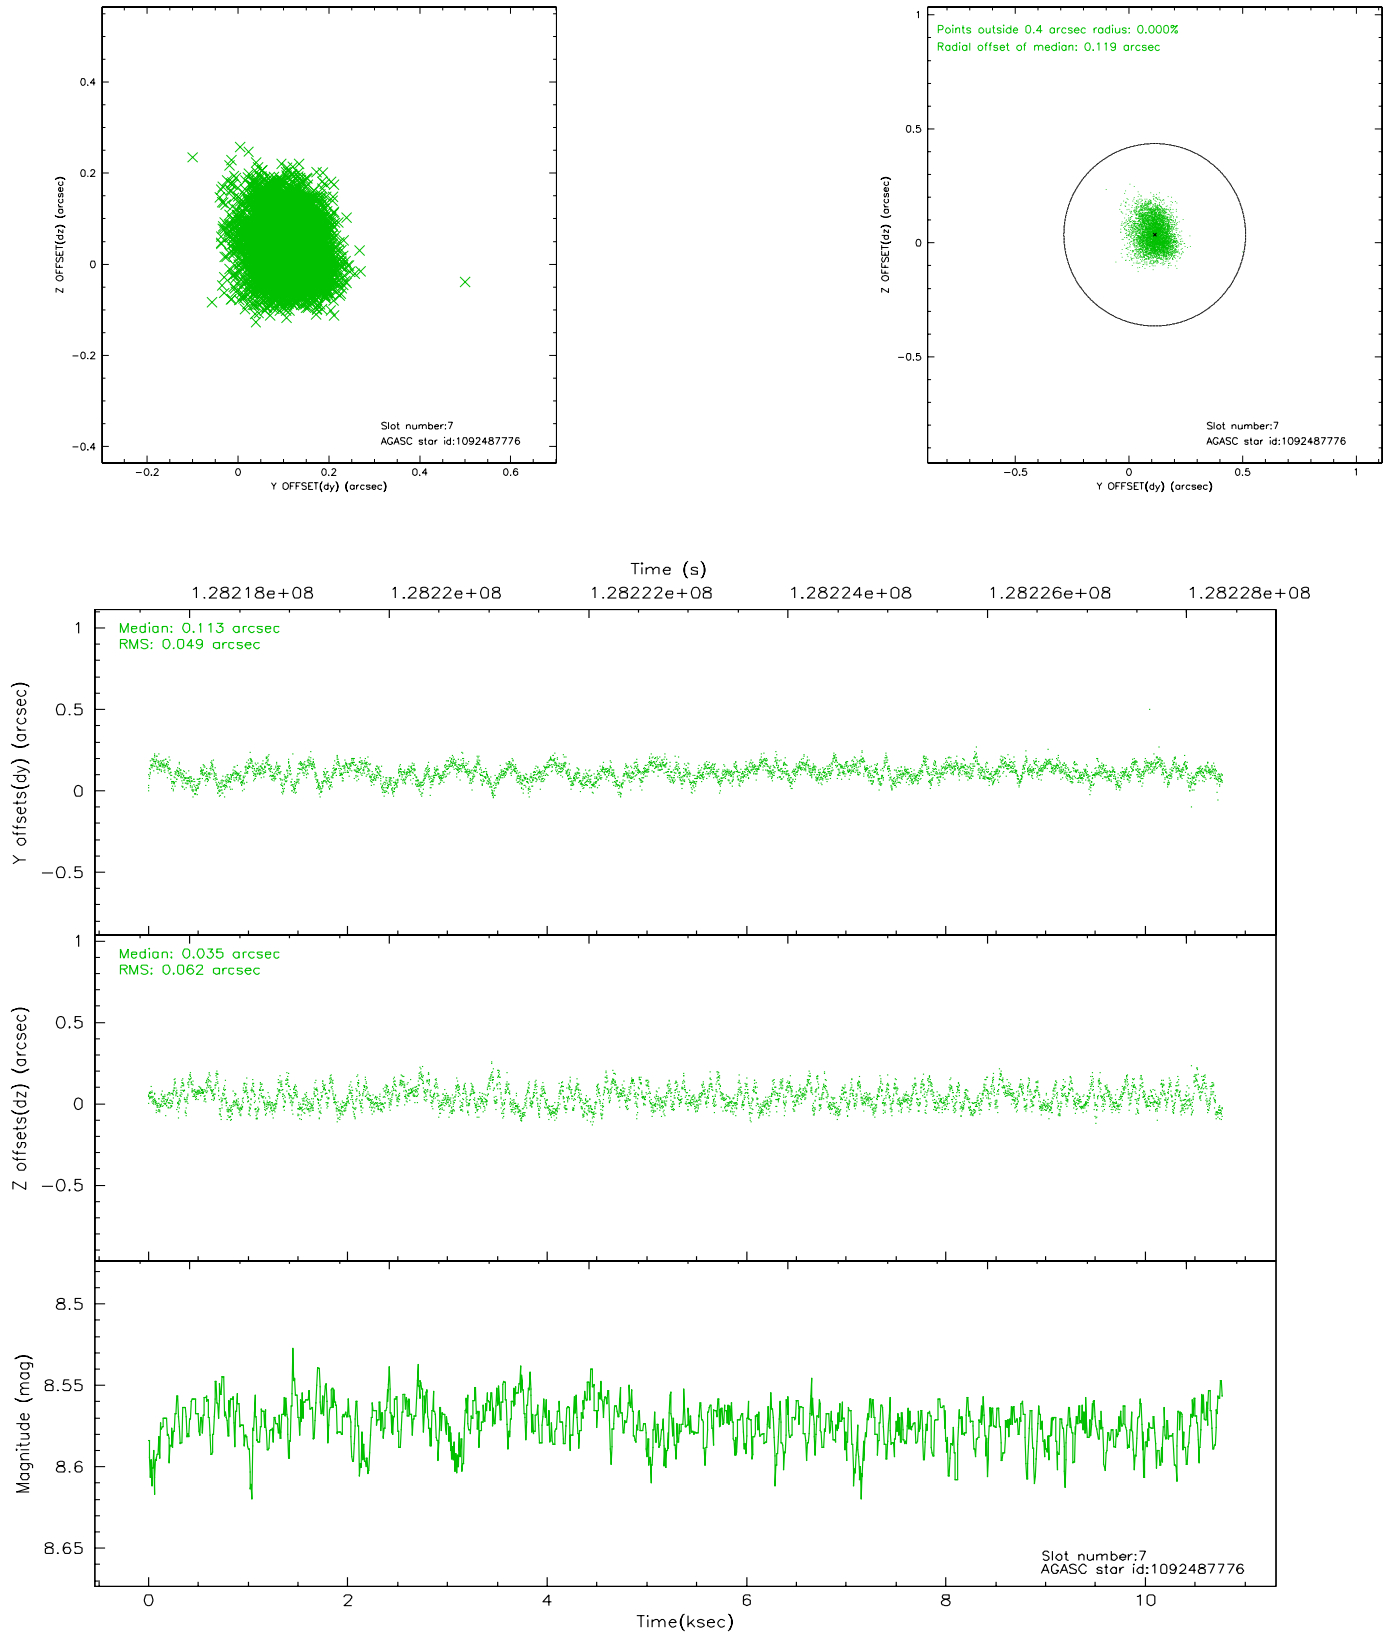 0.4
0.2
0
−0.2
−0.4
Z OFFSET(dz) (arcsec)
Slot number:7
AGASC star id:1092487776
−0.2 0 0.2 0.4 0.6
Y OFFSET(dy) (arcsec)
Points outside 0.4 arcsec radius: 0.000%
Radial offset of median: 0.119 arcsec
1
0.5
0
−0.5
Z OFFSET(dz) (arcsec)
Slot number:7
AGASC star id:1092487776
−0.5 0 0.5 1
Y OFFSET(dy) (arcsec)
Time (s)
1.28218e+08 1.2822e+08 1.28222e+08 1.28224e+08 1.28226e+08 1.28228e+08
Median: 0.113 arcsec
RMS: 0.049 arcsec
1
0.5
0
−0.5
Y offsets(dy) (arcsec)
Median: 0.035 arcsec
RMS: 0.062 arcsec
1
0.5
0
−0.5
Z offsets(dz) (arcsec)
8.5
8.55
8.6
8.65
Magnitude (mag)
Slot number:7
AGASC star id:1092487776
0 2 4 6 8 10
Time(ksec)